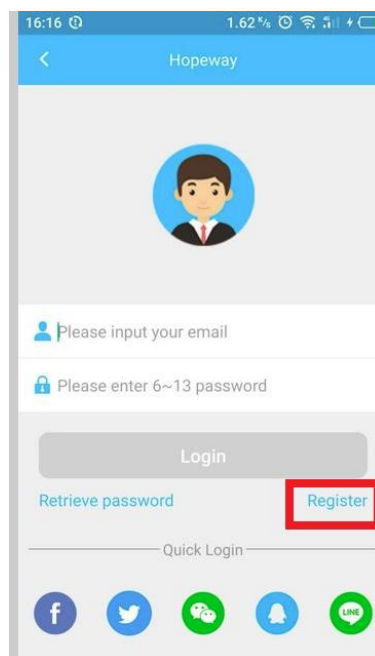 16:16 1.62 K/s
Hopeway
Please input your email
Please enter 6~13 password
Login
Retrieve password Register
Quick Login
f LINE